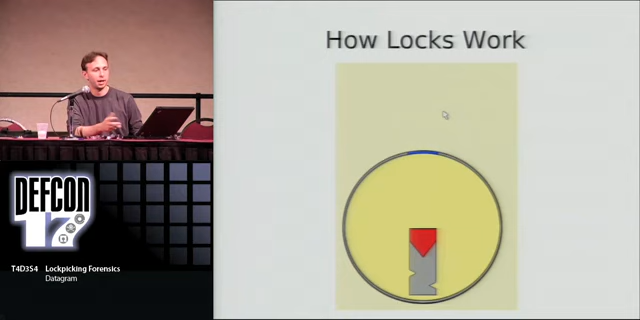 How Locks Work
DEFCON
17
T4D3S4 Lockpicking Forensics
Datagram